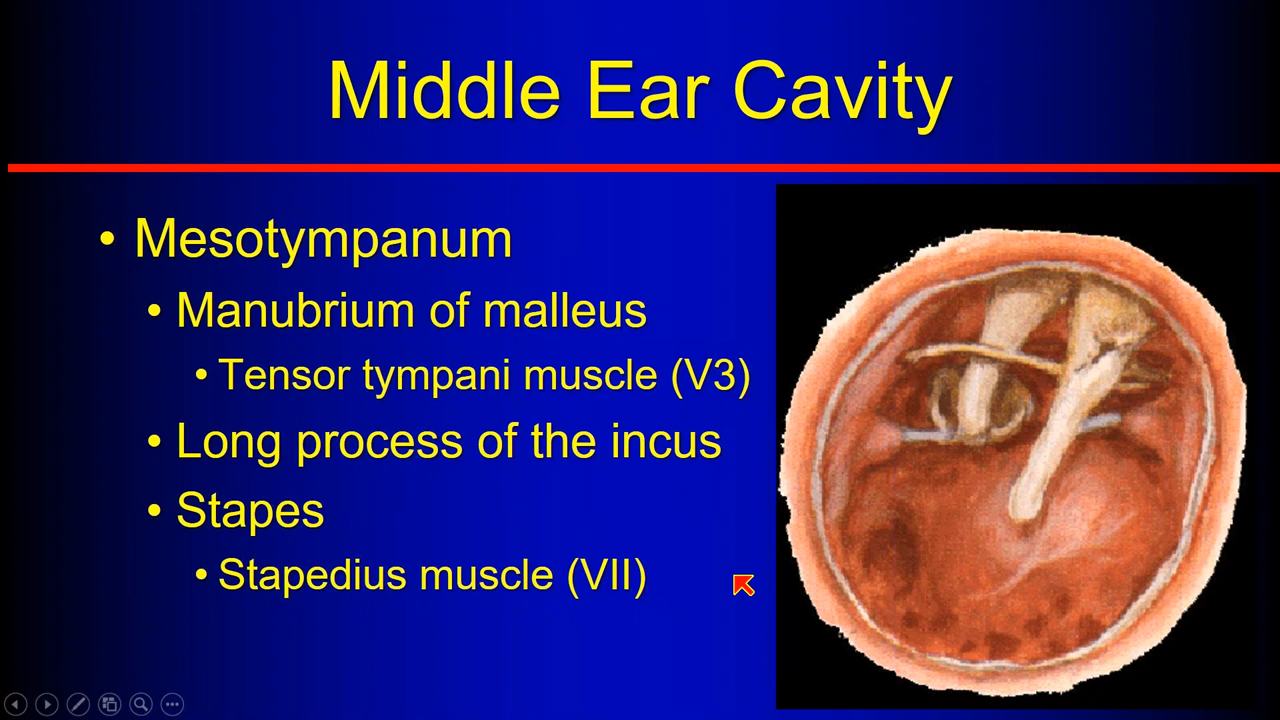 Middle Ear Cavity
• Mesotympanum
• Manubrium of malleus
• Tensor tympani muscle (V3)
• Long process of the incus
• Stapes
• Stapedius muscle (VII)